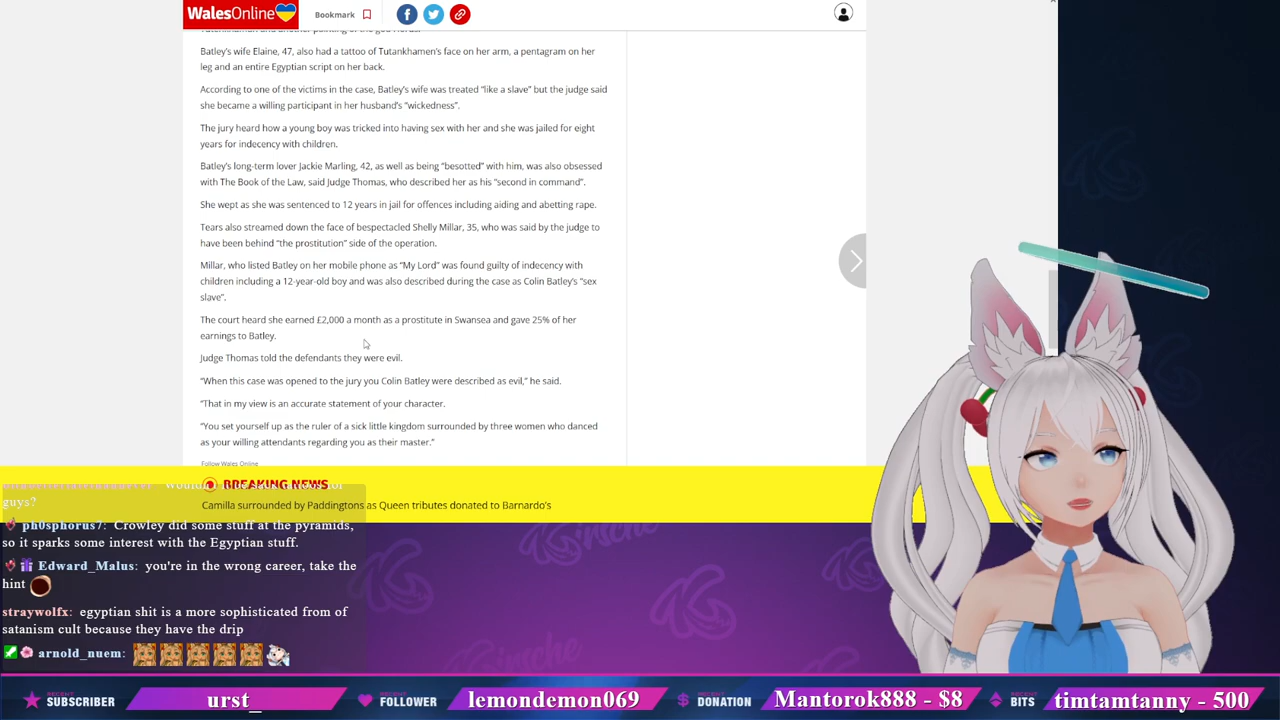 WalesOnline
Bookmark
Batley's wife Elaine, 47, also had a tattoo of Tutankhamen's face on her arm, a pentagram on her
leg and an entire Egyptian script on her back.
According to one of the victims in the case, Batley's wife was treated "like a slave" but the judge said
she became a willing participant in her husband's "wickedness".
The jury heard how a young boy was tricked into having sex with her and she was jailed for eight
years for indecency with children.
Batley's long-term lover Jackie Marling, 42, as well as being "besotted" with him, was also obsessed
with The Book of the Law, said Judge Thomas, who described her as his "second in command".
She wept as she was sentenced to 12 years in jail for offences including aiding and abetting rape.
Tears also streamed down the face of bespectacled Shelly Millar, 35, who was said by the judge to
have been behind "the prostitution" side of the operation.
Millar, who listed Batley on her mobile phone as "My Lord" was found guilty of indecency with
children including a 12-year-old boy and was also described during the case as Colin Batley's "sex
slave".
The court heard she earned £2,000 a month as a prostitute in Swansea and gave 25% of her
earnings to Batley.
Judge Thomas told the defendants they were evil.
"When this case was opened to the jury you Colin Batley were described as evil," he said.
"That in my view is an accurate statement of your character.
"You set yourself up as the ruler of a sick little kingdom surrounded by three women who danced
as your willing attendants regarding you as their master."
Follow Wales Online
BREAKING NEWS
Camilla surrounded by Paddingtons as Queen tributes donated to Barnardo's
guys?
ph0sphorus7: Crowley did some stuff at the pyramids,
so it sparks some interest with the Egyptian stuff.
Edward_Malus: you're in the wrong career, take the
hint
straywolfx: egyptian shit is a more sophisticated from of
satanism cult because they have the drip
arnold_nuem:
RECENT SUBSCRIBER urst_ RECENT FOLLOWER lemondemon069 RECENT DONATION Mantorok888 - $8 RECENT BITS timtamtanny - 500